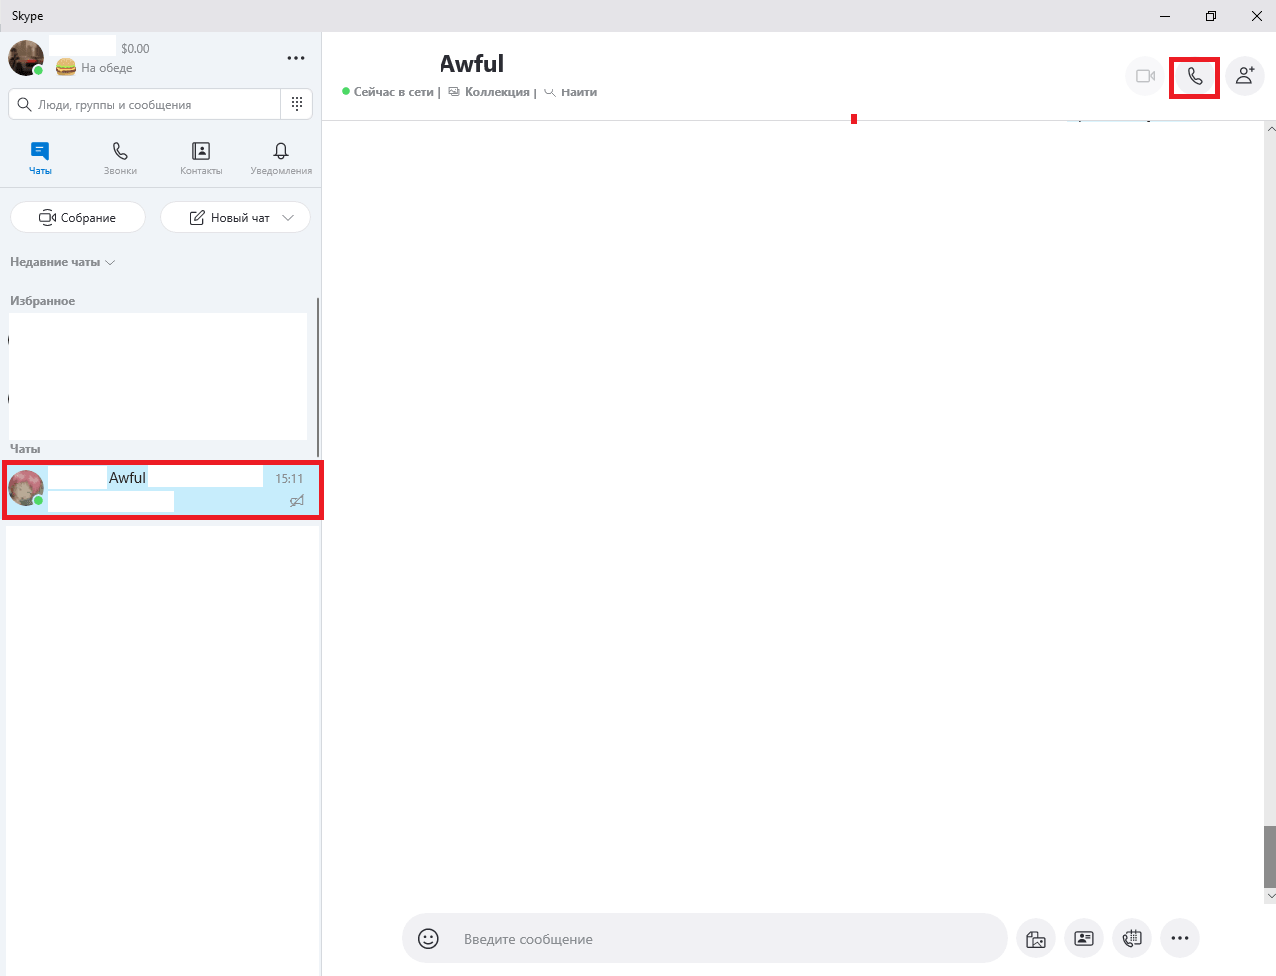 Skype
$0.00
На обеде
Люди, группы и сообщения
Чаты
Звонки
Контакты
Уведомления
Собрание
Новый чат
Недавние чаты
Избранное
Чаты
Awful
15:11
Awful
Сейчас в сети | Коллекция | Найти
Введите сообщение